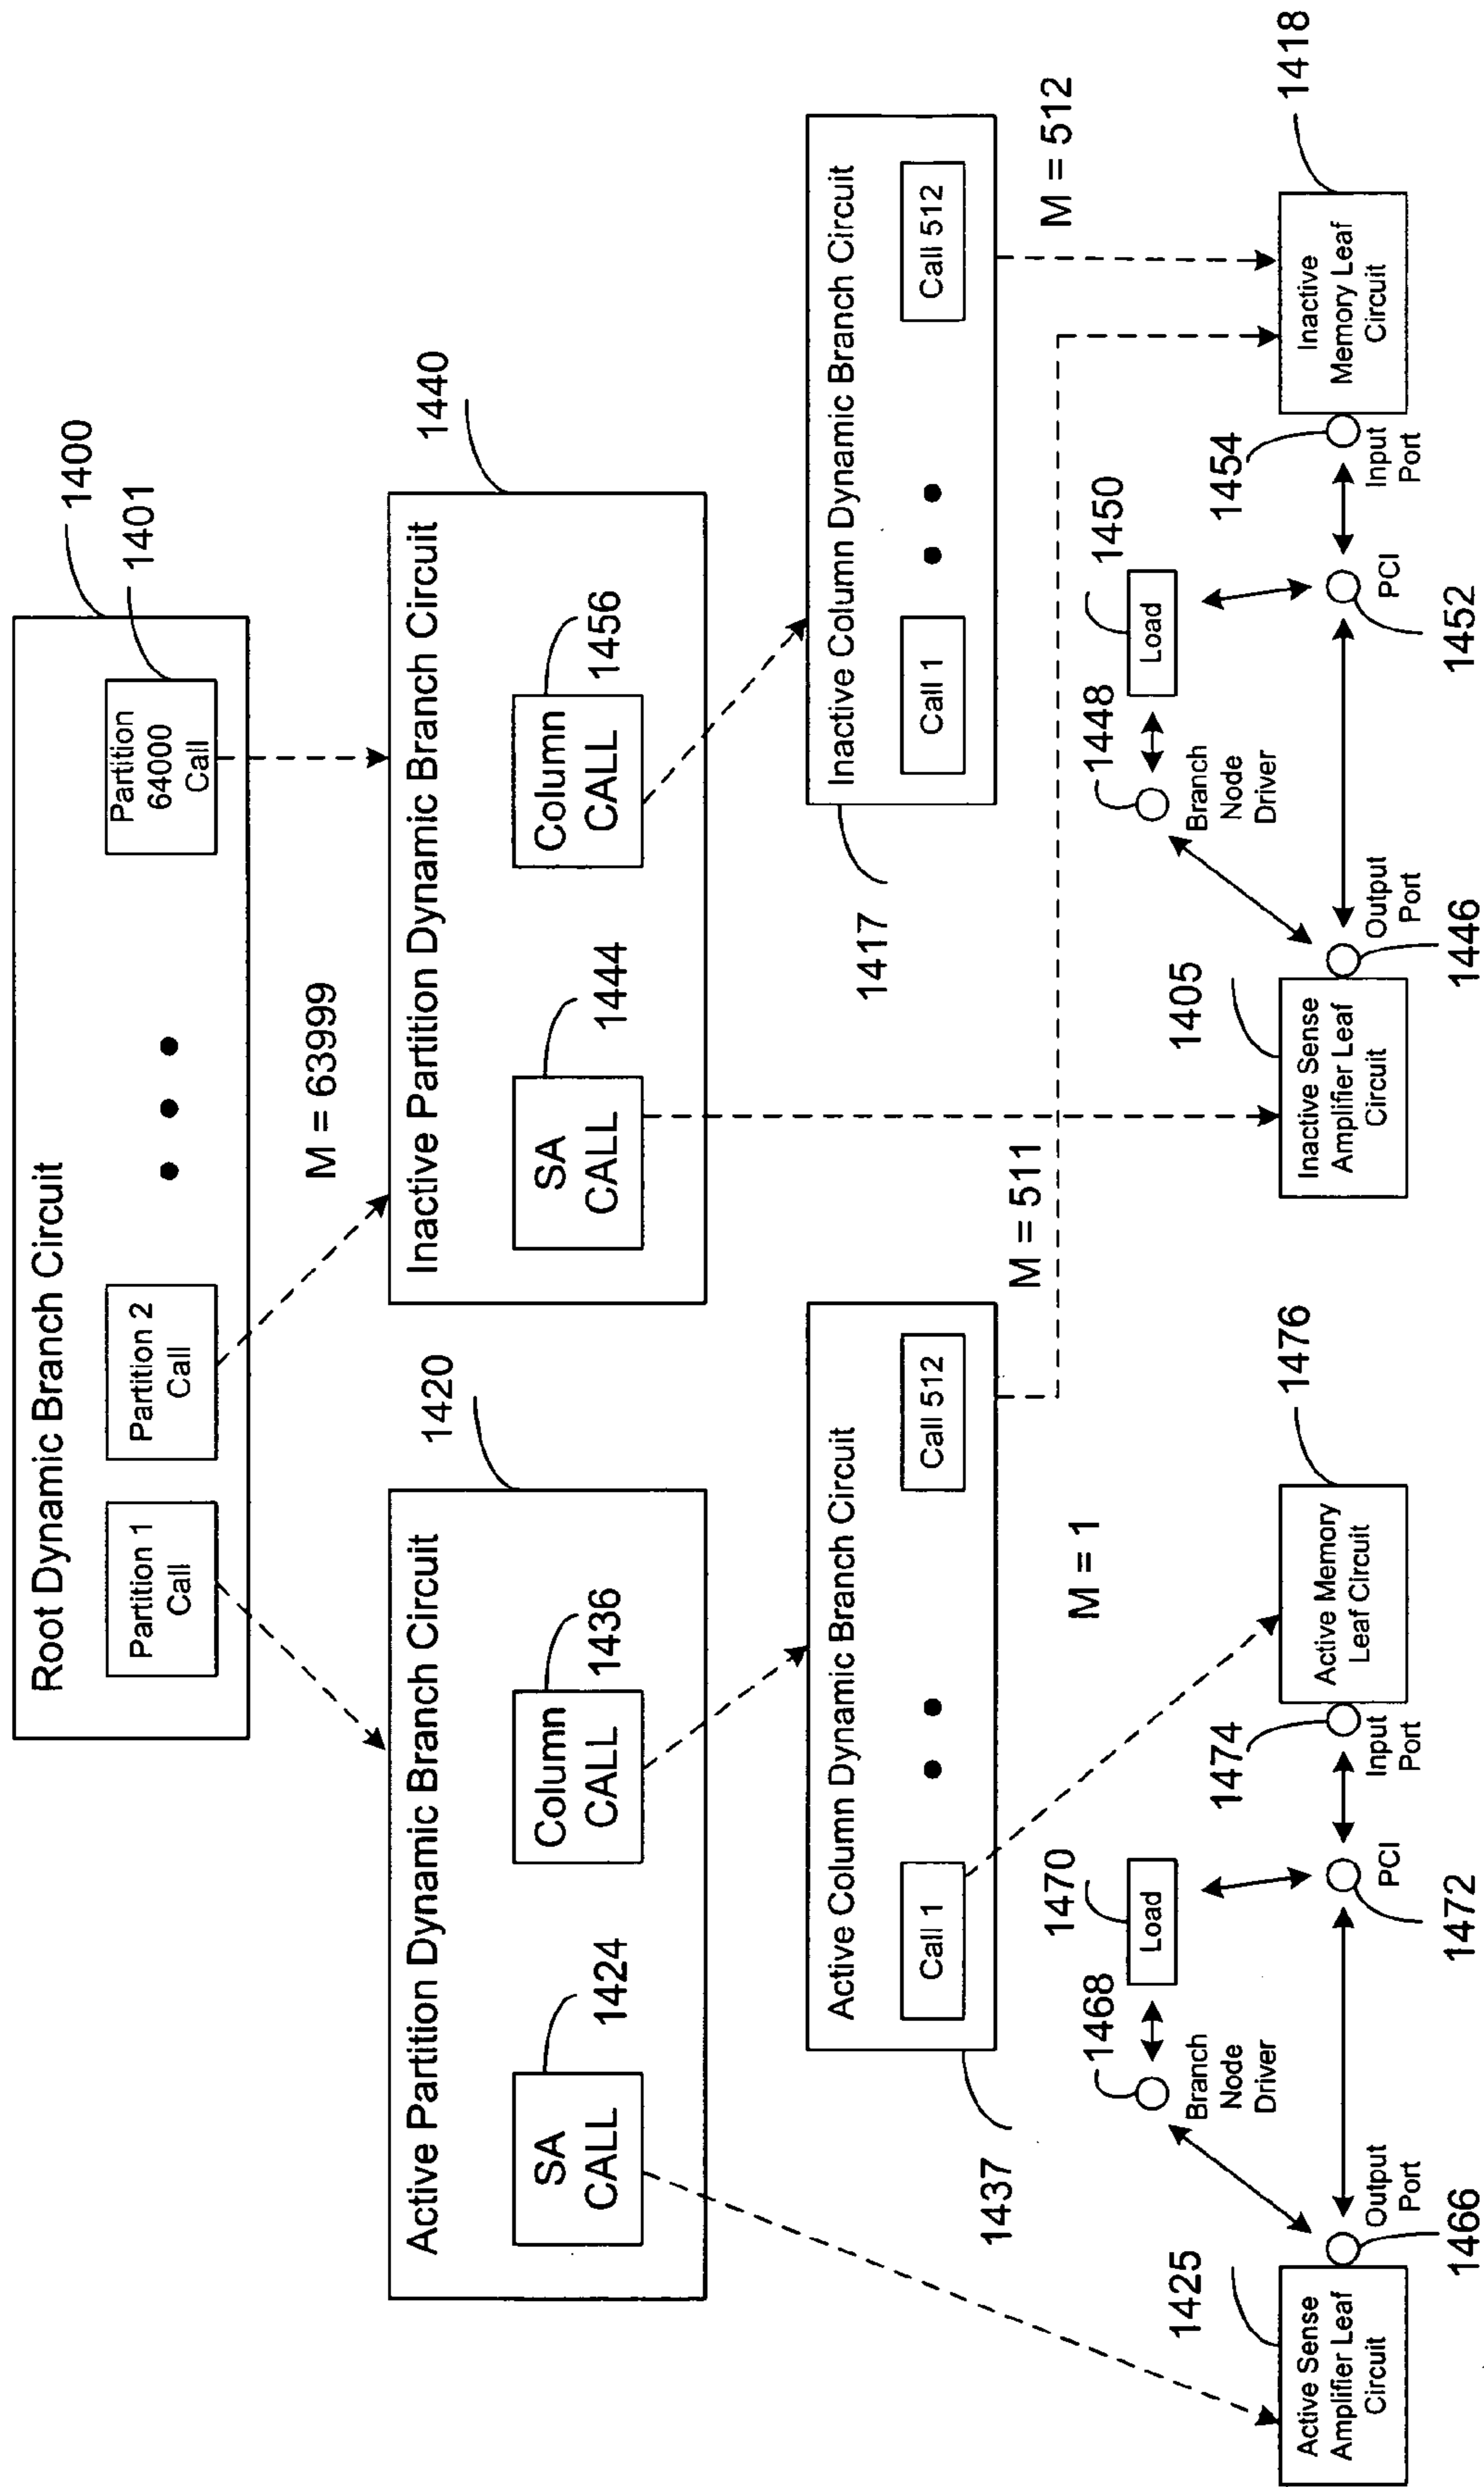 Root Dynamic Branch Circuit
1400
1401
Partition 1
Call
Partition 2
Call
Partition
64000
Call
M = 63999
Active Partition Dynamic Branch Circuit
1420
SA
CALL
1424
Column
CALL
1436
Inactive Partition Dynamic Branch Circuit
1440
SA
CALL
1444
Column
CALL
1456
Active Column Dynamic Branch Circuit
Call 1
Call 512
1437
Inactive Column Dynamic Branch Circuit
Call 1
Call 512
1417
M = 1
M = 511
M = 512
Active Sense
Amplifier Leaf
Circuit
1425
Output
Port
1466
Branch
Node
Driver
1468
Load
1470
PCI
1472
Input
Port
1474
Active Memory
Leaf Circuit
1476
Inactive Sense
Amplifier Leaf
Circuit
1405
Output
Port
1446
Branch
Node
Driver
1448
Load
1450
PCI
1452
Input
Port
1454
Inactive
Memory Leaf
Circuit
1418